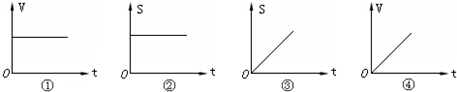 V S S V
O t O t O t O t
① ② ③ ④